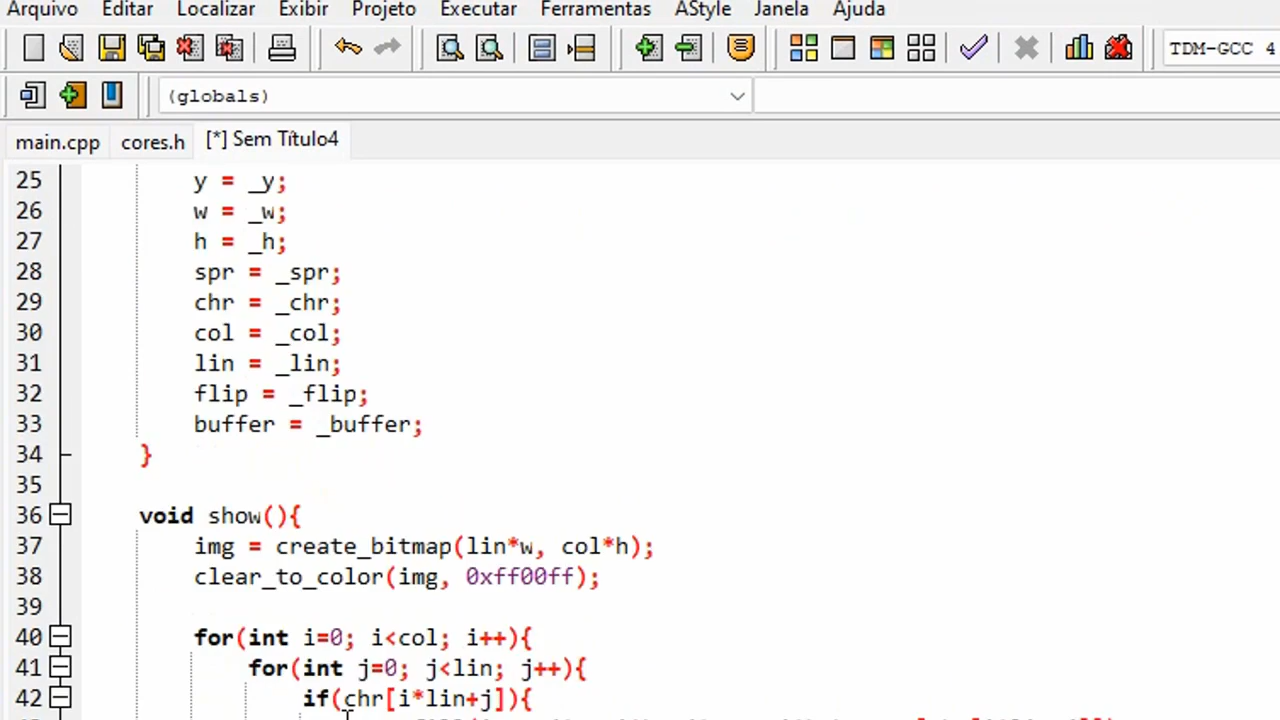 Arquivo Editar Localizar Exibir Projeto Executar Ferramentas AStyle Janela Ajuda
TDM-GCC 4
(globals)
main.cpp cores.h [*] Sem Título4
25 y = _y;
26 w = _w;
27 h = _h;
28 spr = _spr;
29 chr = _chr;
30 col = _col;
31 lin = _lin;
32 flip = _flip;
33 buffer = _buffer;
34 }
35
36 void show(){
37 img = create_bitmap(lin*w, col*h);
38 clear_to_color(img, 0xff00ff);
39
40 for(int i=0; i<col; i++){
41 for(int j=0; j<lin; j++){
42 if(chr[i*lin+j]){